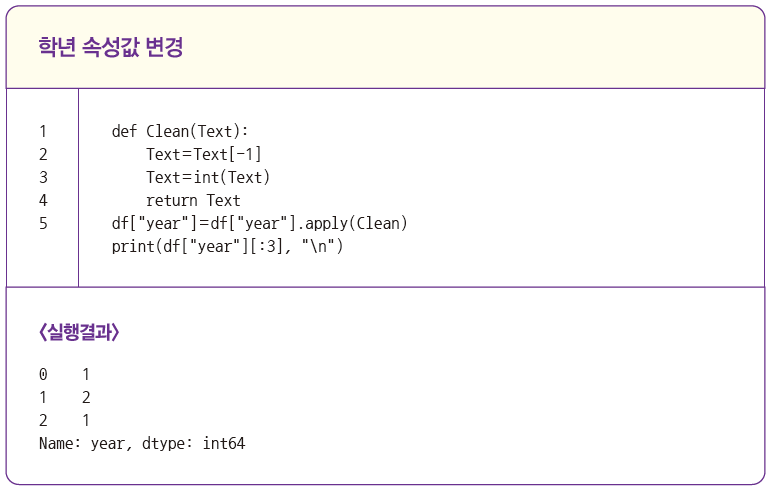 학년 속성값 변경
1 def Clean(Text):
2     Text=Text[-1]
3     Text=int(Text)
4     return Text
5 df["year"]=df["year"].apply(Clean)
print(df["year"][:3], "\n")
〈실행결과〉
0    1
1    2
2    1
Name: year, dtype: int64